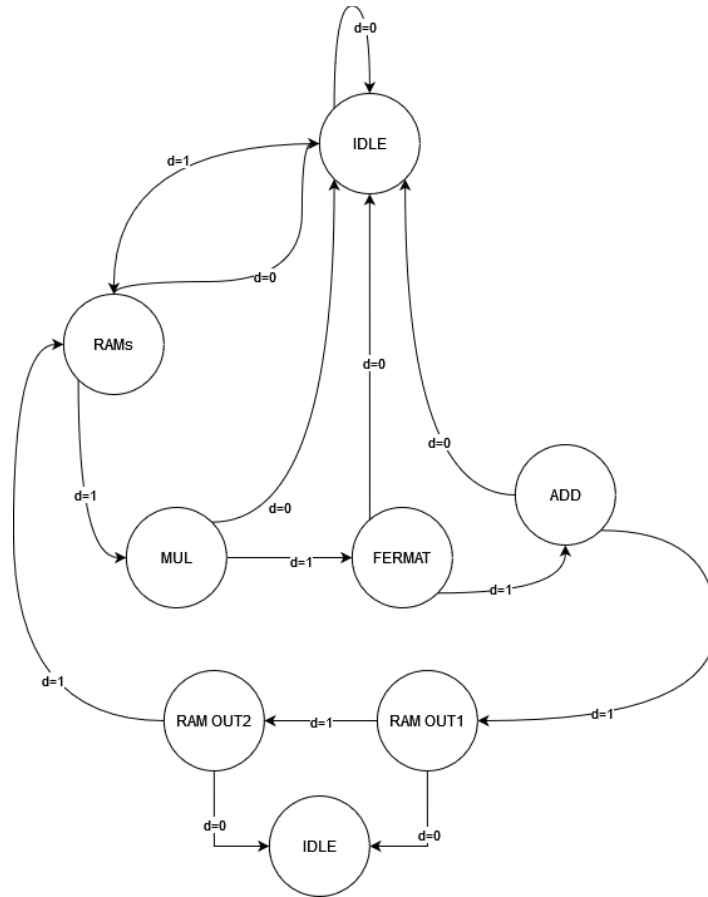 d=0
IDLE
d=1
d=0
RAMs
d=0
d=0
ADD
d=1
d=0
MUL
d=1
FERMAT
d=1
d=1
RAM OUT2
d=1
RAM OUT1
d=1
d=0
IDLE
d=0